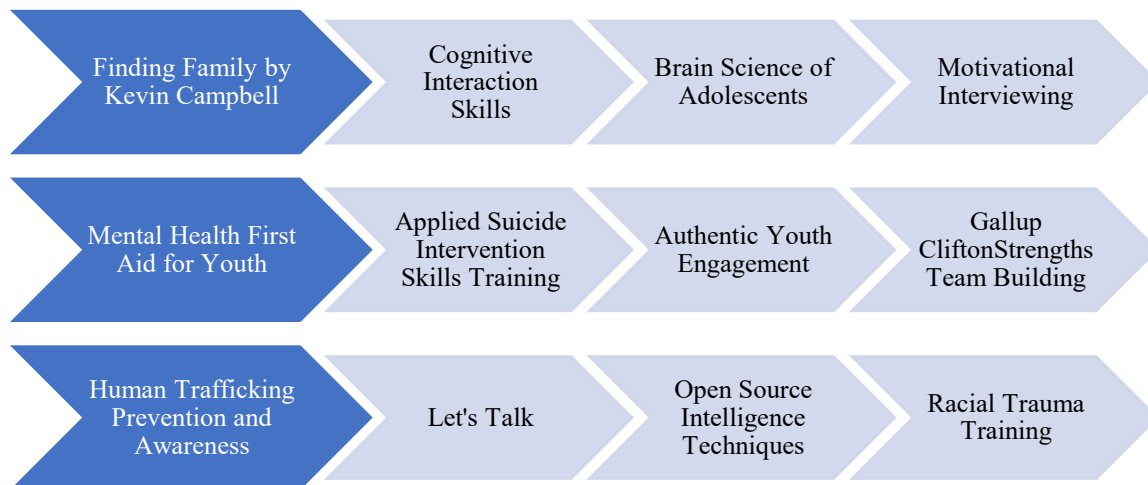 Finding Family by
Kevin Campbell
Cognitive
Interaction
Skills
Brain Science of
Adolescents
Motivational
Interviewing
Mental Health First
Aid for Youth
Applied Suicide
Intervention
Skills Training
Authentic Youth
Engagement
Gallup
CliftonStrengths
Team Building
Human Trafficking
Prevention and
Awareness
Let's Talk
Open Source
Intelligence
Techniques
Racial Trauma
Training